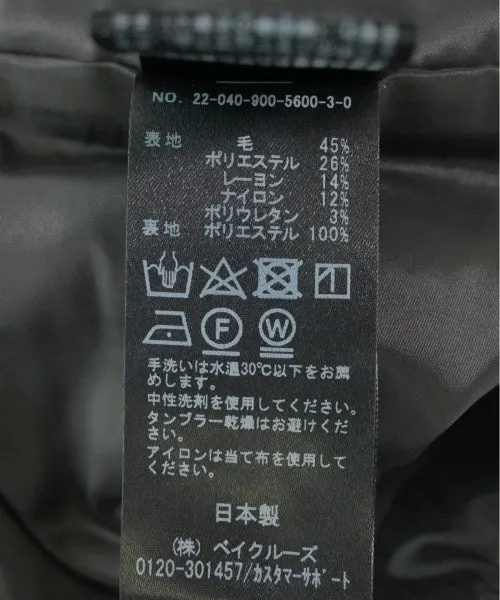 NO. 22-040-900-5600-3-0
表地 毛 45%
ポリエステル 26%
レーヨン 14%
ナイロン 12%
ポリウレタン 3%
裏地 ポリエステル 100%
F W
手洗いは水温30℃以下をお薦
めします。
中性洗剤を使用してください。
タンブラー乾燥はお避けくだ
さい。
アイロンは当て布を使用して
ください。
日本製
(株) ベイクルーズ
0120-301457/カスタマーサポート